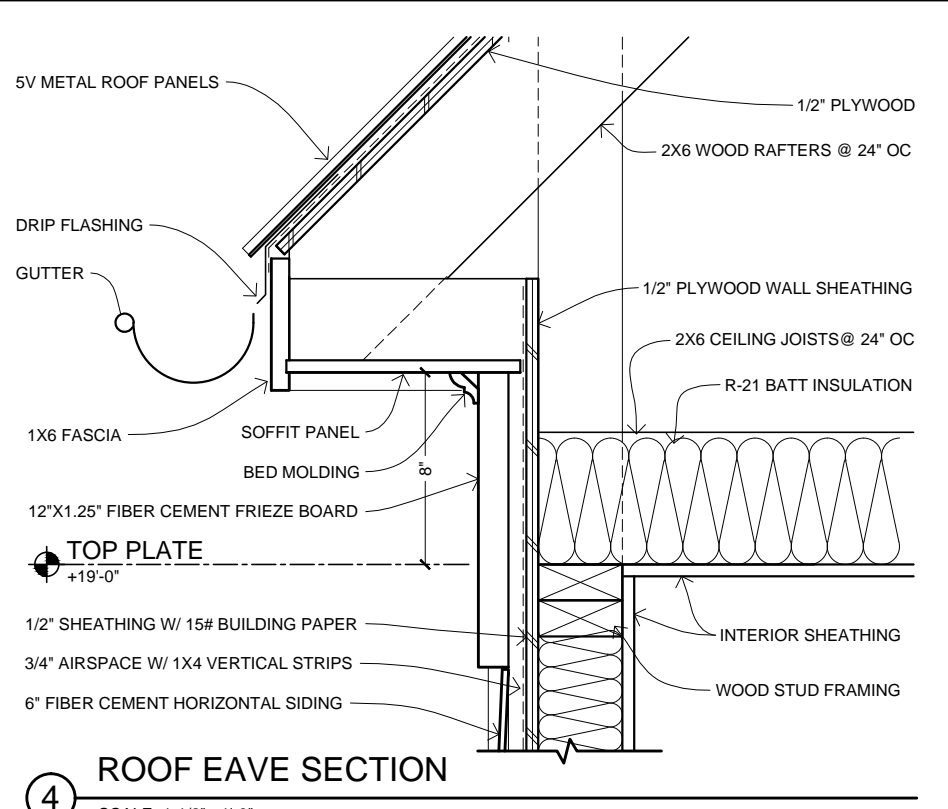 5V METAL ROOF PANELS
1/2" PLYWOOD
2X6 WOOD RAFTERS @ 24" OC
DRIP FLASHING
GUTTER
1/2" PLYWOOD WALL SHEATHING
2X6 CEILING JOISTS@ 24" OC
R-21 BATT INSULATION
1X6 FASCIA
SOFFIT PANEL
BED MOLDING
8"
12"X1.25" FIBER CEMENT FRIEZE BOARD
TOP PLATE
+19'-0"
1/2" SHEATHING W/ 15# BUILDING PAPER
INTERIOR SHEATHING
3/4" AIRSPACE W/ 1X4 VERTICAL STRIPS
WOOD STUD FRAMING
6" FIBER CEMENT HORIZONTAL SIDING
ROOF EAVE SECTION
4